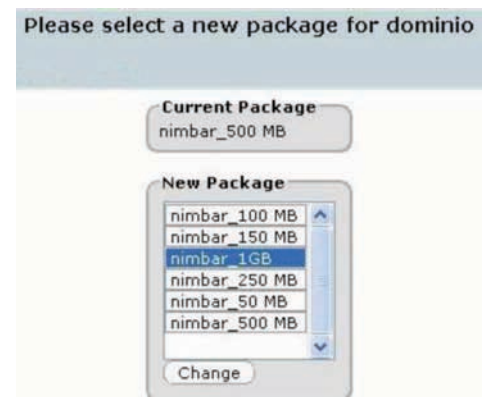 Please select a new package for dominio
Current Package
nimbar_500 MB
New Package
nimbar_100 MB
nimbar_150 MB
nimbar_1GB
nimbar_250 MB
nimbar_50 MB
nimbar_500 MB
Change